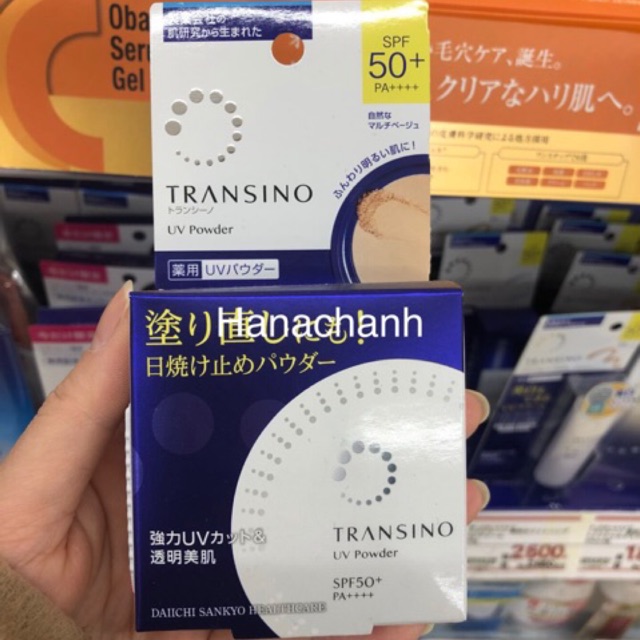 Oba
Ser
Gel
製薬会社の
肌研究から生まれた
SPF
50+
PA++++
自然な
マルチベージュ
ふんわり明るい肌に!
TRANSINO
トランシーノ
UV Powder
薬用 UVパウダー
毛穴ケア、誕生。
クリアなハリ肌へ。
塗り直しにも!
Hanachanh
日焼け止めパウダー
強力UVカット&
透明美肌
TRANSINO
UV Powder
SPF50+
PA++++
DAIICHI SANKYO HEALTHCARE
TRANSINO
2,600